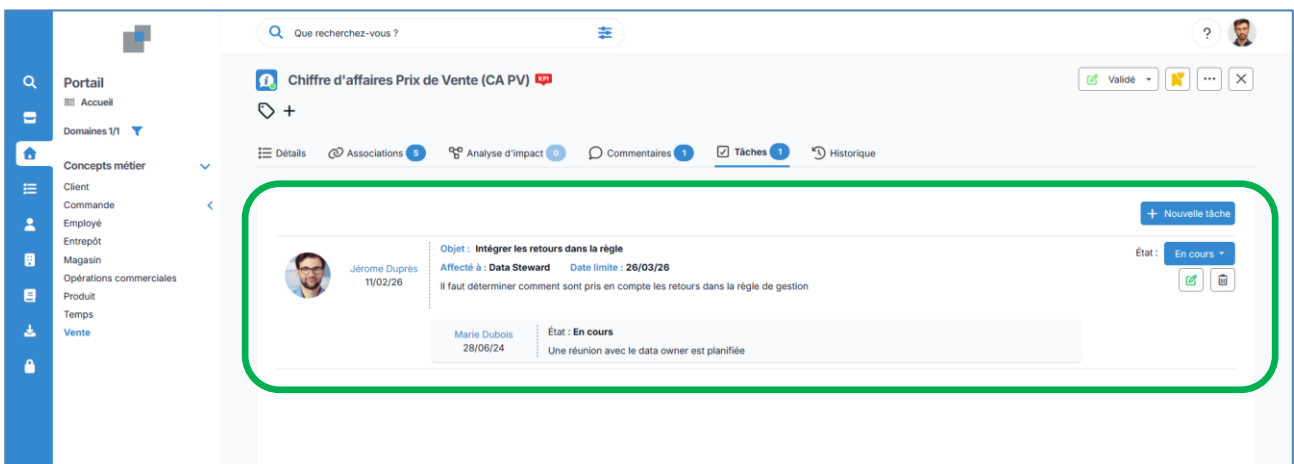 Que recherchez-vous ?
?
Portail
Accueil
Domaines 1/1
Concepts métier
Client
Commande
Employé
Entrepôt
Magasin
Opérations commerciales
Produit
Temps
Vente
Chiffre d'affaires Prix de Vente (CA PV) KPI
Validé
Détails Associations 5 Analyse d'impact 0 Commentaires 1 Tâches 1 Historique
+ Nouvelle tâche
Jérome Duprès
11/02/26
Objet : Intégrer les retours dans la règle
Affecté à : Data Steward Date limite : 26/03/26
Il faut déterminer comment sont pris en compte les retours dans la règle de gestion
État : En cours
Marie Dubois
28/06/24
État : En cours
Une réunion avec le data owner est planifiée